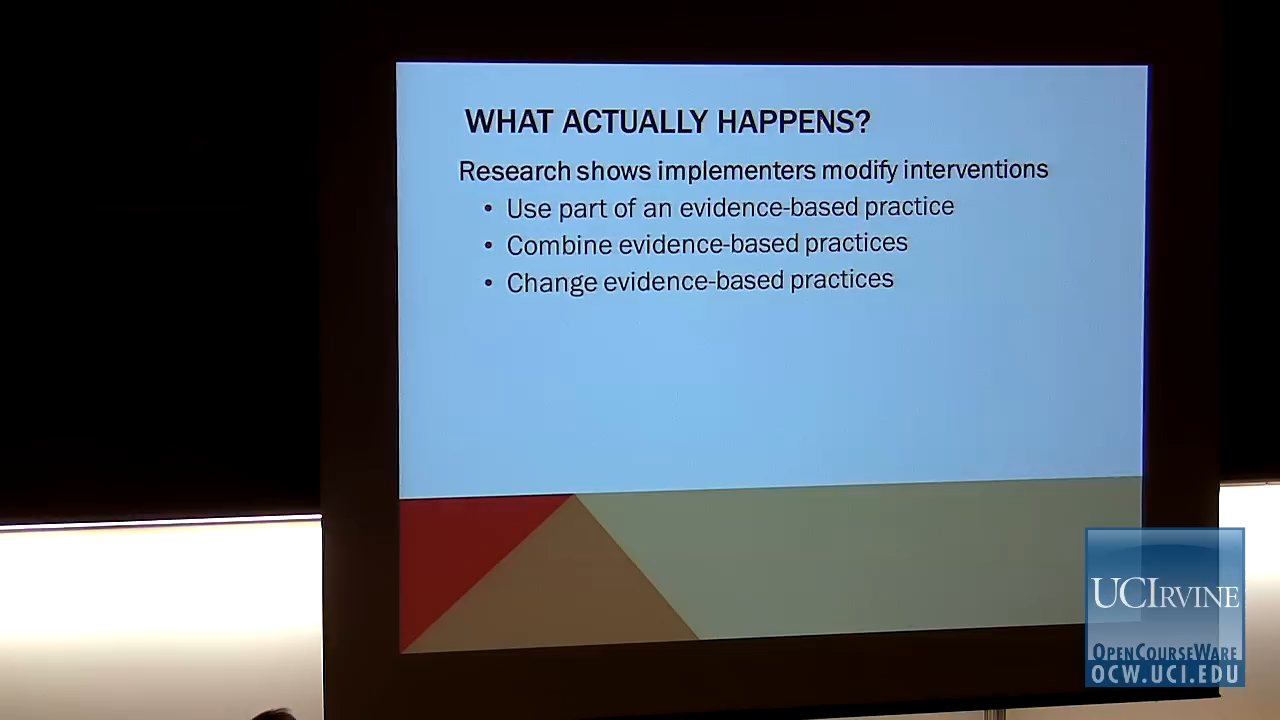 WHAT ACTUALLY HAPPENS?
Research shows implementers modify interventions
• Use part of an evidence-based practice
• Combine evidence-based practices
• Change evidence-based practices
UCIRVINE
OPENCOURSEWARE
OCW.UCI.EDU